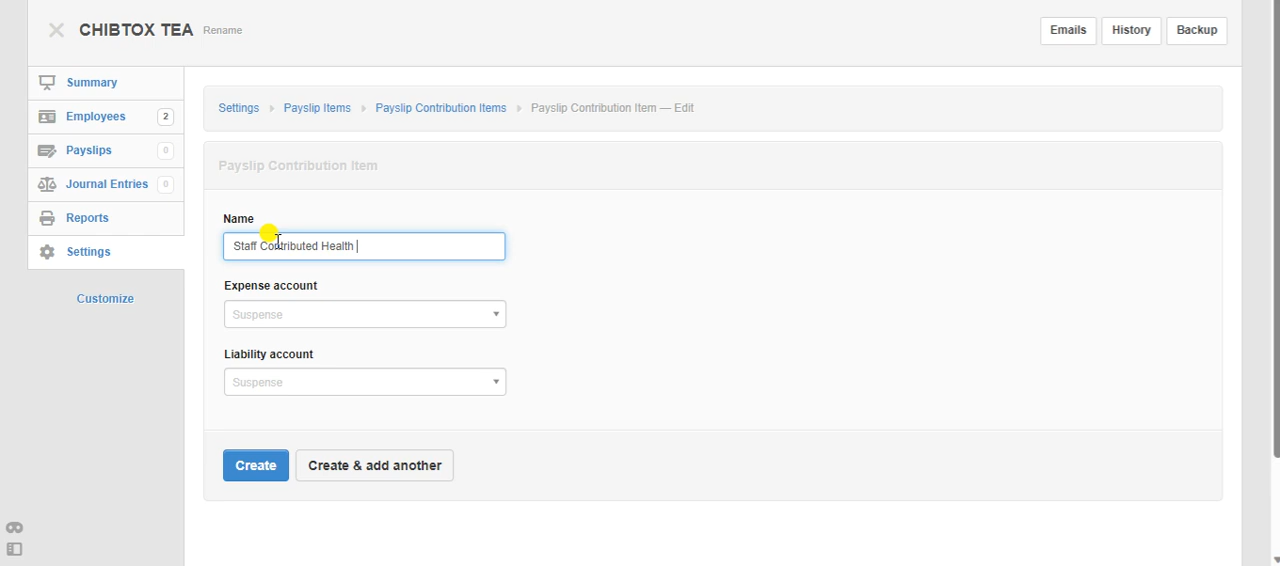 CHIBTOX TEA Rename Emails History Backup
Summary
Employees 2
Payslips 0
Journal Entries 0
Reports
Settings
Customize
Settings Payslip Items Payslip Contribution Items Payslip Contribution Item — Edit
Payslip Contribution Item
Name
Staff Contributed Health
Expense account
Suspense
Liability account
Suspense
Create Create & add another